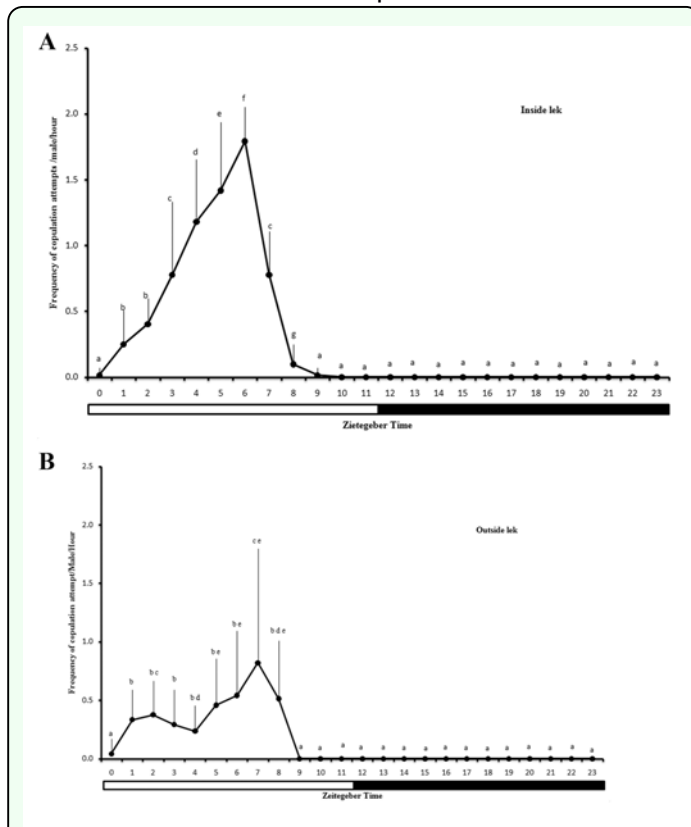 A
2.5
f
e
2.0
Inside lek
d
1.5
c
c
1.0
b
b
0.5
g
a
a a a a a a a a a a a a a a a
0.0
0 1 2 3 4 5 6 7 8 9 10 11 12 13 14 15 16 17 18 19 20 21 22 23
Frequency of copulation attempts /male/hour
Zietegeber Time
B
2.5
2.0
Outside lek
c e
1.5
b e
1.0
b d e
b e
b c
b
b
b d
0.5
a
a a a a a a a a a a a a a a a
0.0
0 1 2 3 4 5 6 7 8 9 10 11 12 13 14 15 16 17 18 19 20 21 22 23
Frequency of copulation attempt/Male/Hour
Zeitegeber Time